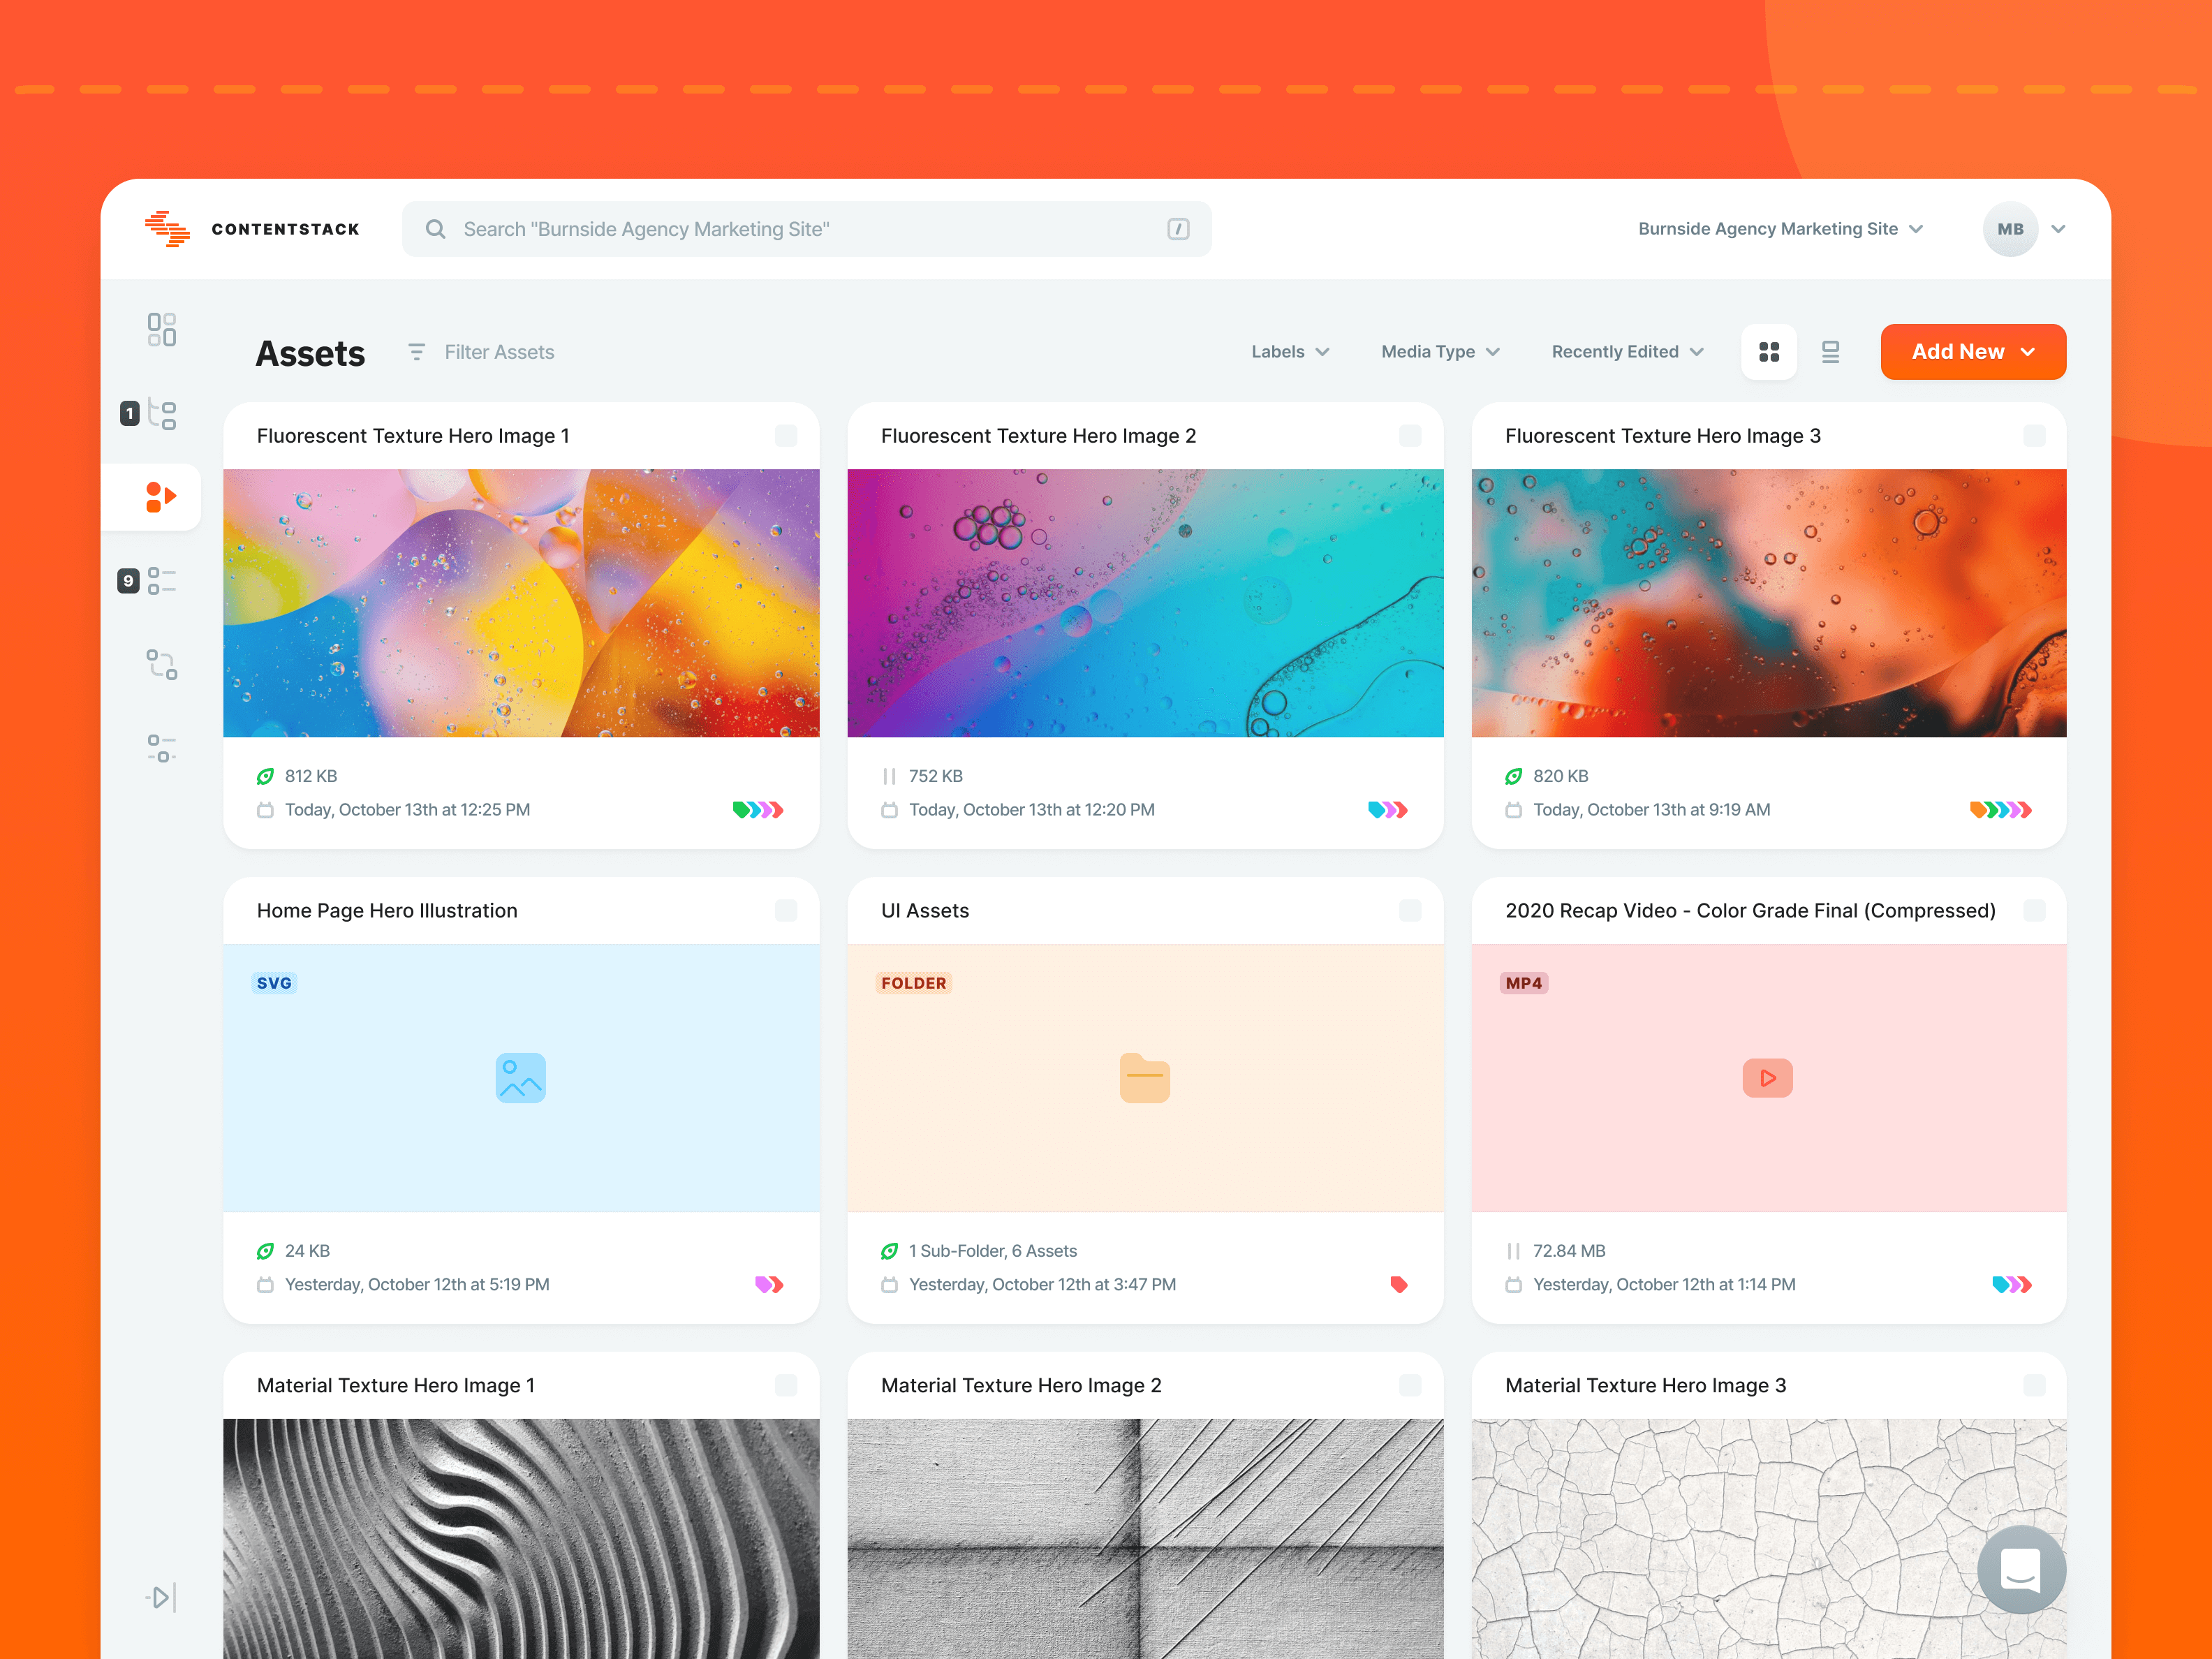 CONTENTSTACK
Search "Burnside Agency Marketing Site"
/
Burnside Agency Marketing Site
MB
Assets
Filter Assets
Labels
Media Type
Recently Edited
Add New
1
9
Fluorescent Texture Hero Image 1
812 KB
Today, October 13th at 12:25 PM
Fluorescent Texture Hero Image 2
752 KB
Today, October 13th at 12:20 PM
Fluorescent Texture Hero Image 3
820 KB
Today, October 13th at 9:19 AM
Home Page Hero Illustration
SVG
24 KB
Yesterday, October 12th at 5:19 PM
UI Assets
FOLDER
1 Sub-Folder, 6 Assets
Yesterday, October 12th at 3:47 PM
2020 Recap Video - Color Grade Final (Compressed)
MP4
72.84 MB
Yesterday, October 12th at 1:14 PM
Material Texture Hero Image 1
Material Texture Hero Image 2
Material Texture Hero Image 3